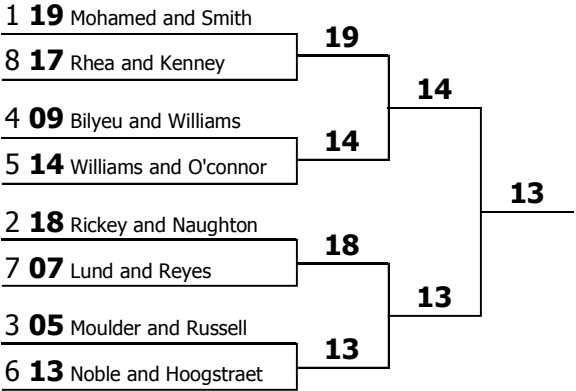 1 19 Mohamed and Smith
19
8 17 Rhea and Kenney
14
4 09 Bilyeu and Williams
14
5 14 Williams and O'connor
13
2 18 Rickey and Naughton
18
7 07 Lund and Reyes
13
3 05 Moulder and Russell
13
6 13 Noble and Hoogstraet